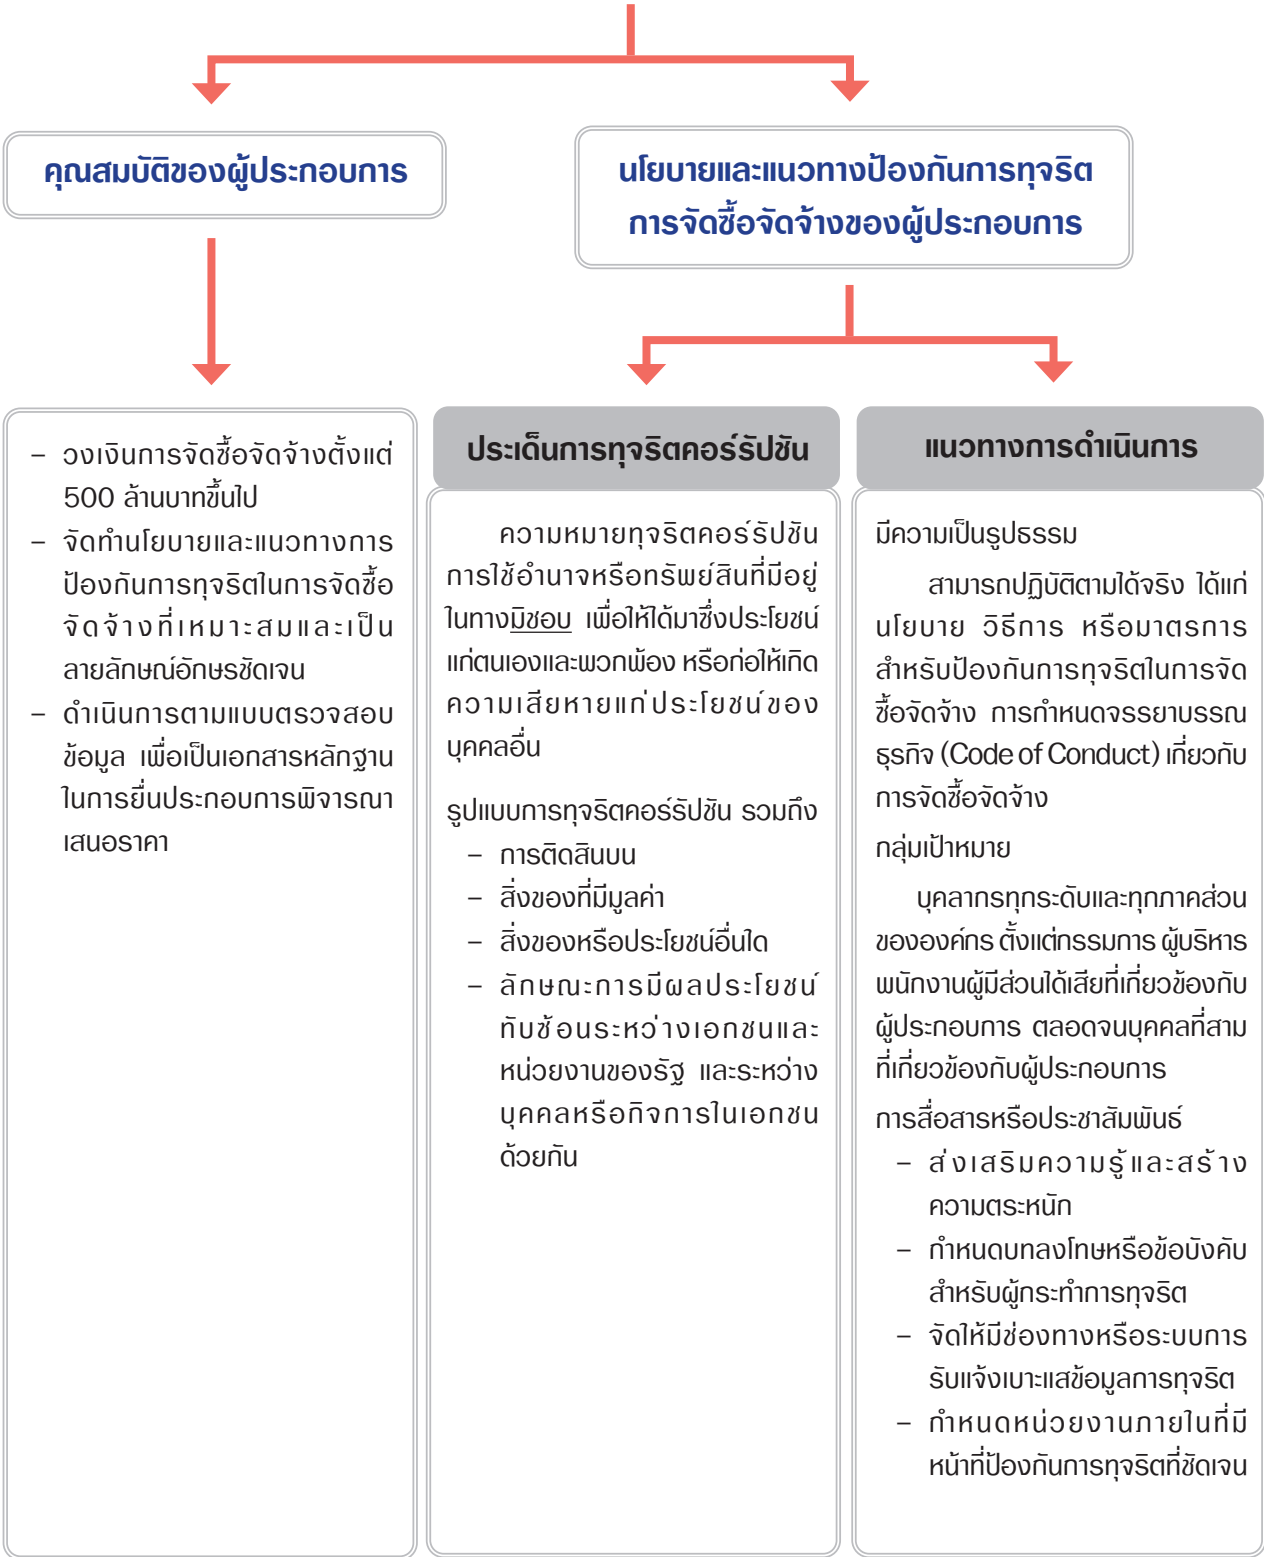 คุณสมบัติของผู้ประกอบการ
นโยบายและแนวทางป้องกันการทุจริต
การจัดซื้อจัดจ้างของผู้ประกอบการ
– วงเงินการจัดซื้อจัดจ้างตั้งแต่
500 ล้านบาทขึ้นไป
– จัดทำนโยบายและแนวทางการ
ป้องกันการทุจริตในการจัดซื้อ
จัดจ้างที่เหมาะสมและเป็น
ลายลักษณ์อักษรชัดเจน
– ดำเนินการตามแบบตรวจสอบ
ข้อมูล เพื่อเป็นเอกสารหลักฐาน
ในการยื่นประกอบการพิจารณา
เสนอราคา
ประเด็นการทุจริตคอร์รัปชัน
ความหมายทุจริตคอร์รัปชัน
การใช้อำนาจหรือทรัพย์สินที่มีอยู่
ในทางมิชอบ เพื่อให้ได้มาซึ่งประโยชน์
แก่ตนเองและพวกพ้อง หรือก่อให้เกิด
ความเสียหายแก่ประโยชน์ของ
บุคคลอื่น
รูปแบบการทุจริตคอร์รัปชัน รวมถึง
– การติดสินบน
– สิ่งของที่มีมูลค่า
– สิ่งของหรือประโยชน์อื่นใด
– ลักษณะการมีผลประโยชน์
ทับซ้อนระหว่างเอกชนและ
หน่วยงานของรัฐ และระหว่าง
บุคคลหรือกิจการในเอกชน
ด้วยกัน
แนวทางการดำเนินการ
มีความเป็นรูปธรรม
สามารถปฏิบัติตามได้จริง ได้แก่
นโยบาย วิธีการ หรือมาตรการ
สำหรับป้องกันการทุจริตในการจัด
ซื้อจัดจ้าง การกำหนดจรรยาบรรณ
ธุรกิจ (Code of Conduct) เกี่ยวกับ
การจัดซื้อจัดจ้าง
กลุ่มเป้าหมาย
บุคลากรทุกระดับและทุกภาคส่วน
ขององค์กร ตั้งแต่กรรมการ ผู้บริหาร
พนักงานผู้มีส่วนได้เสียที่เกี่ยวข้องกับ
ผู้ประกอบการ ตลอดจนบุคคลที่สาม
ที่เกี่ยวข้องกับผู้ประกอบการ
การสื่อสารหรือประชาสัมพันธ์
– ส่งเสริมความรู้และสร้าง
ความตระหนัก
– กำหนดบทลงโทษหรือข้อบังคับ
สำหรับผู้กระทำการทุจริต
– จัดให้มีช่องทางหรือระบบการ
รับแจ้งเบาะแสข้อมูลการทุจริต
– กำหนดหน่วยงานภายในที่มี
หน้าที่ป้องกันการทุจริตที่ชัดเจน